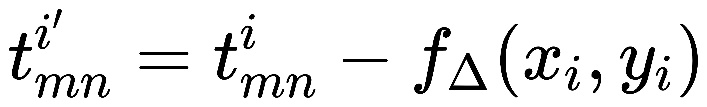 $t_{mn}^{i'} = t_{mn}^{i} - f_{\Delta}(x_i, y_i)$